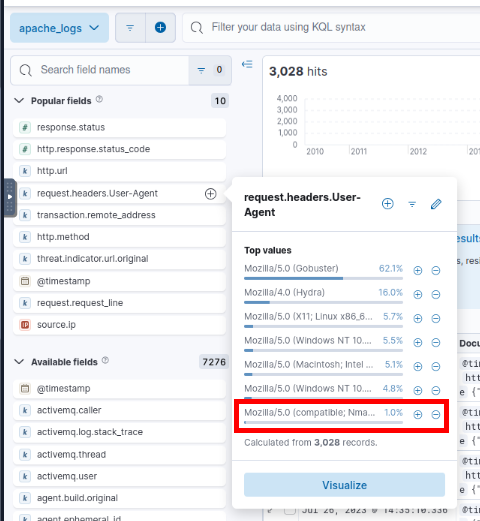 apache_logs
Filter your data using KQL syntax
Search field names
0
3,028 hits
4,000
3,000
2,000
1,000
0
2010
2011
2012
Popular fields
10
response.status
http.response.status_code
http.url
request.headers.User-Agent
transaction.remote_address
http.method
threat.indicator.url.original
@timestamp
request.request_line
source.ip
Available fields
7276
@timestamp
activemq.caller
activemq.log.stack_trace
activemq.thread
activemq.user
agent.build.original
agent.ephemeral_id
request.headers.User-
Agent
Top values
Mozilla/5.0 (Gobuster) 62.1%
Mozilla/4.0 (Hydra) 16.0%
Mozilla/5.0 (X11; Linux x86_6... 5.7%
Mozilla/5.0 (Windows NT 10.... 5.5%
Mozilla/5.0 (Macintosh; Intel ... 5.1%
Mozilla/5.0 (Windows NT 10.... 4.8%
Mozilla/5.0 (compatible; Nma... 1.0%
Calculated from 3,028 records.
Visualize
Docu
@tim
htt
e {"
@tim
htt
e {"
Jul 26, 2023 @ 14:35:10.336